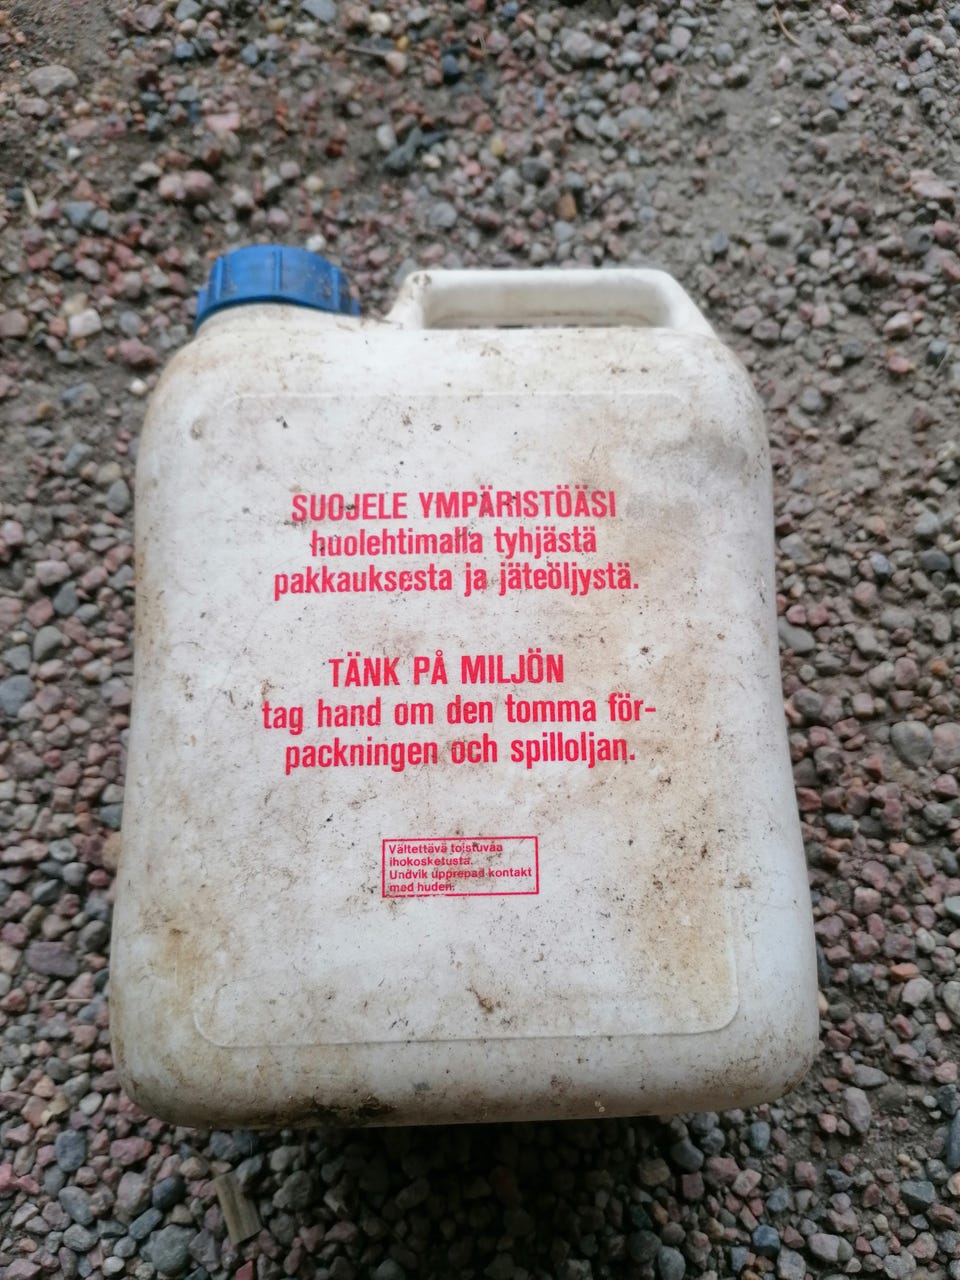 SUOJELE YMPÄRISTÖÄSI
huolehtimalla tyhjästä
pakkauksesta ja jäteöljystä.
TÄNK PÅ MILJÖN
tag hand om den tomma för-
packningen och spilloljan.
Vältettävä toistuvaa
ihokosketusta.
Undvik upprepad kontakt
med huden.